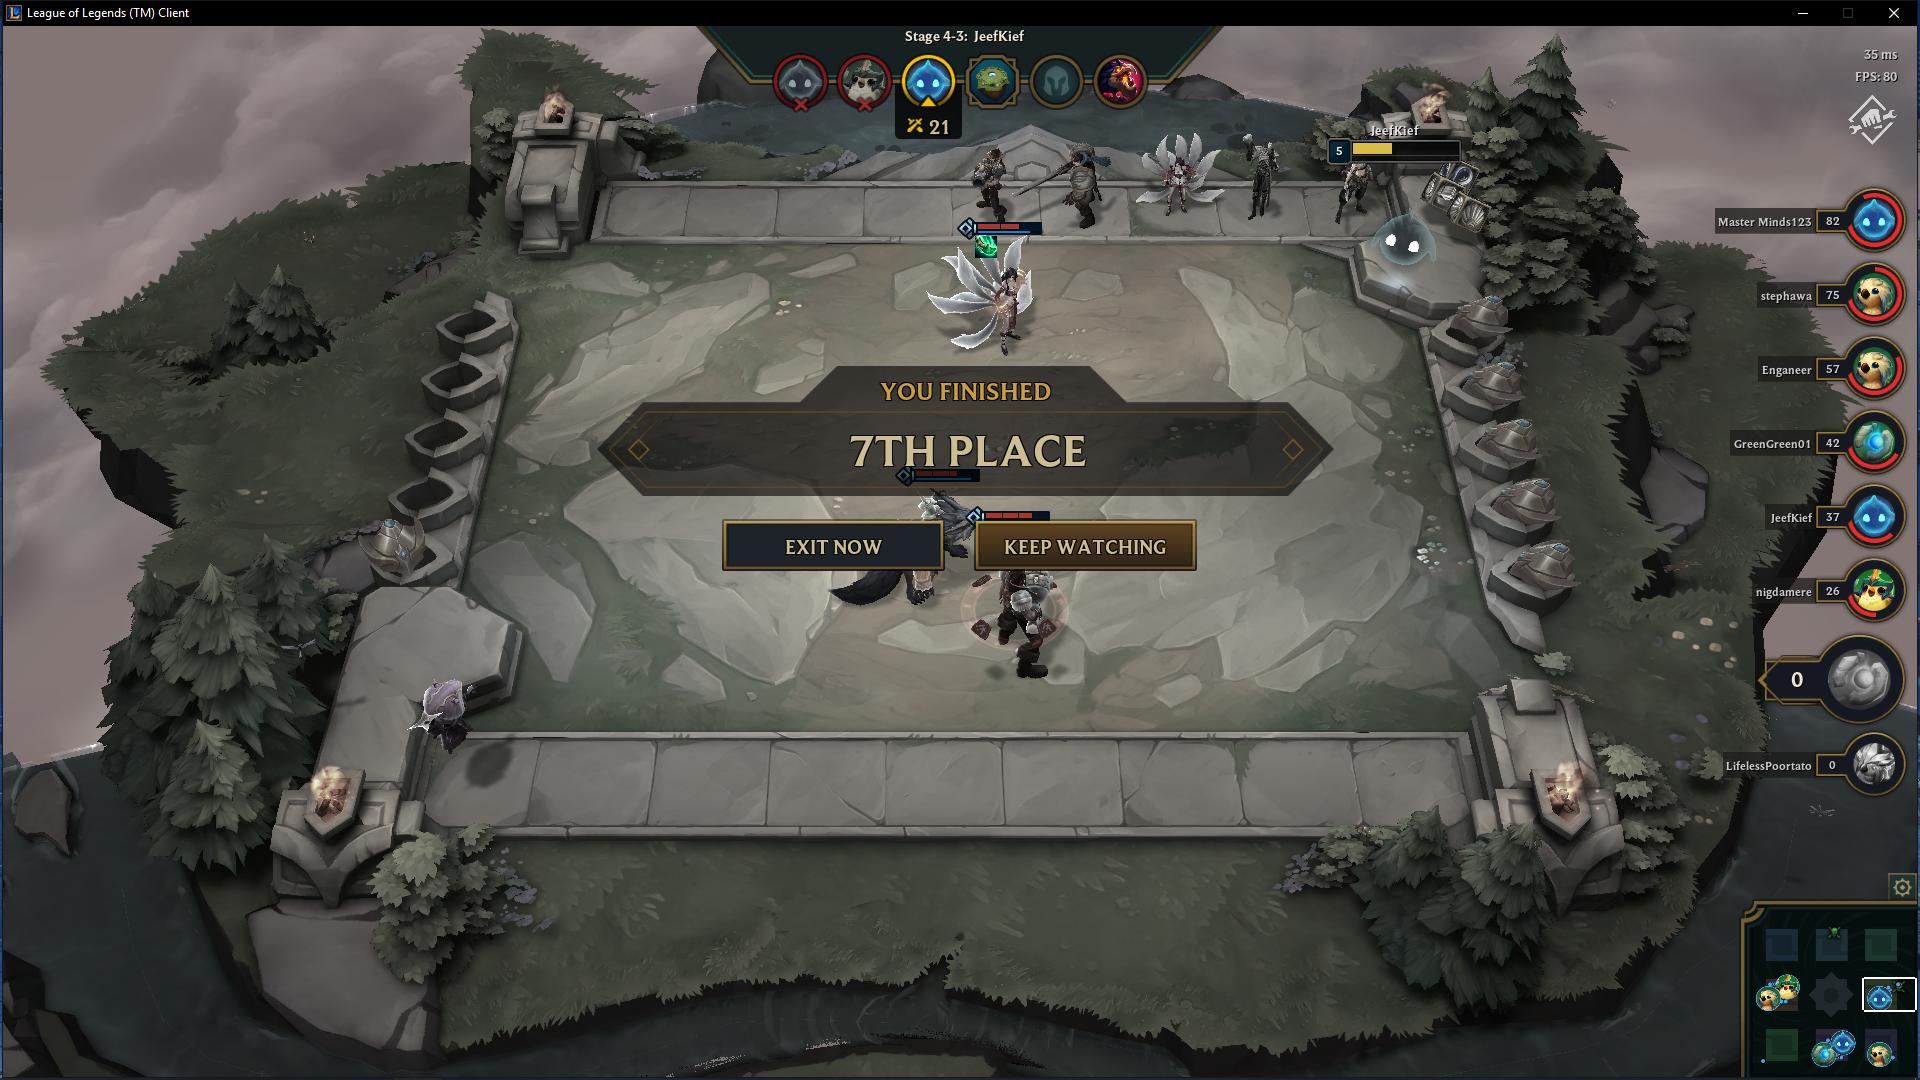 League of Legends (TM) Client
Stage 4-3: JeefKief
35 ms
FPS: 80
21
JeefKief
5
Master Minds123 82
stephawa 75
YOU FINISHED
Enganeer 57
7TH PLACE
GreenGreen01 42
JeefKief 37
EXIT NOW
KEEP WATCHING
nigdamere 26
0
LifelessPoortato 0